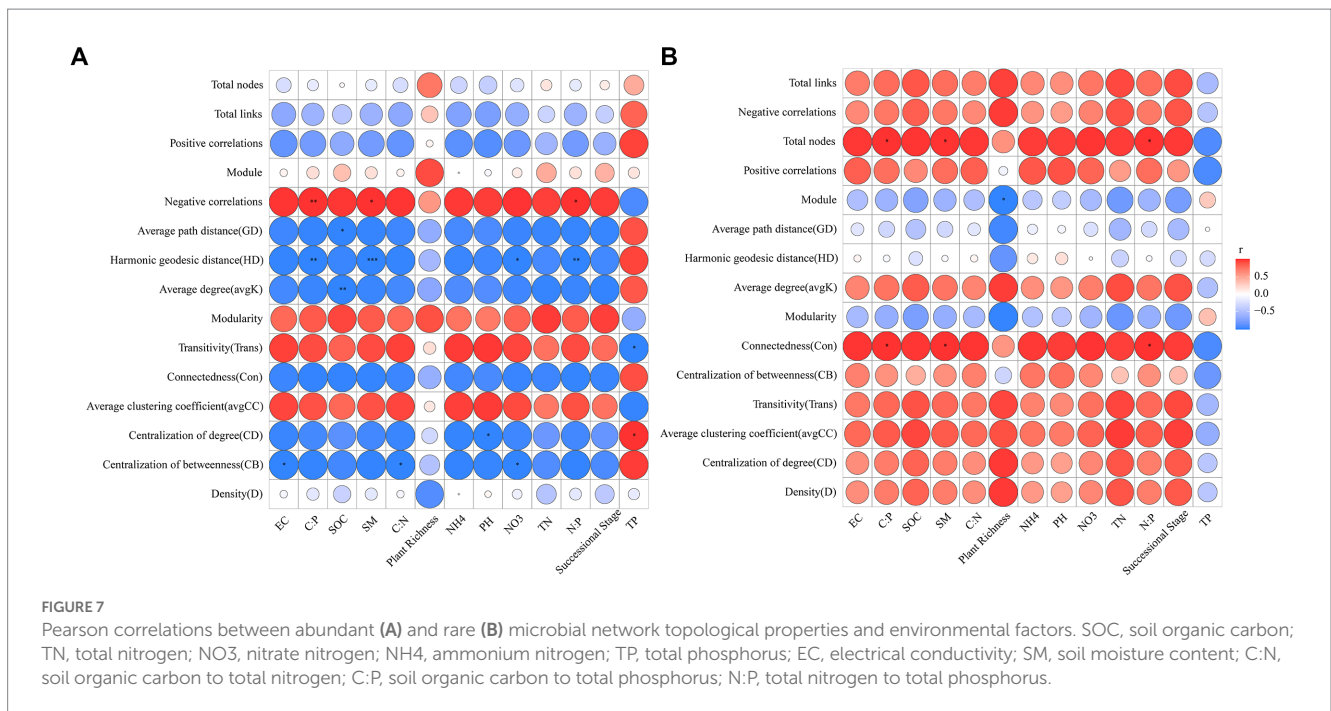 A
Total nodes
Total links
Positive correlations
Module
Negative correlations
Average path distance(GD)
Harmonic geodesic distance(HD)
Average degree(avgK)
Modularity
Transitivity(Trans)
Connectedness(Con)
Average clustering coefficient(avgCC)
Centralization of degree(CD)
Centralization of betweenness(CB)
Density(D)
** * *
*
** *** * **
**
*
* *
* * *
EC C:P SOC SM C:N Plant Richness NH4 PH NO3 TN N:P Successional Stage TP
B
Total links
Negative correlations
Total nodes
Positive correlations
Module
Average path distance(GD)
Harmonic geodesic distance(HD)
Average degree(avgK)
Modularity
Connectedness(Con)
Centralization of betweenness(CB)
Transitivity(Trans)
Average clustering coefficient(avgCC)
Centralization of degree(CD)
Density(D)
* * *
*
* * *
EC C:P SOC SM C:N Plant Richness NH4 PH NO3 TN N:P Successional Stage TP
r
0.5
0.0
−0.5
FIGURE 7
Pearson correlations between abundant (A) and rare (B) microbial network topological properties and environmental factors. SOC, soil organic carbon;
TN, total nitrogen; NO3, nitrate nitrogen; NH4, ammonium nitrogen; TP, total phosphorus; EC, electrical conductivity; SM, soil moisture content; C:N,
soil organic carbon to total nitrogen; C:P, soil organic carbon to total phosphorus; N:P, total nitrogen to total phosphorus.